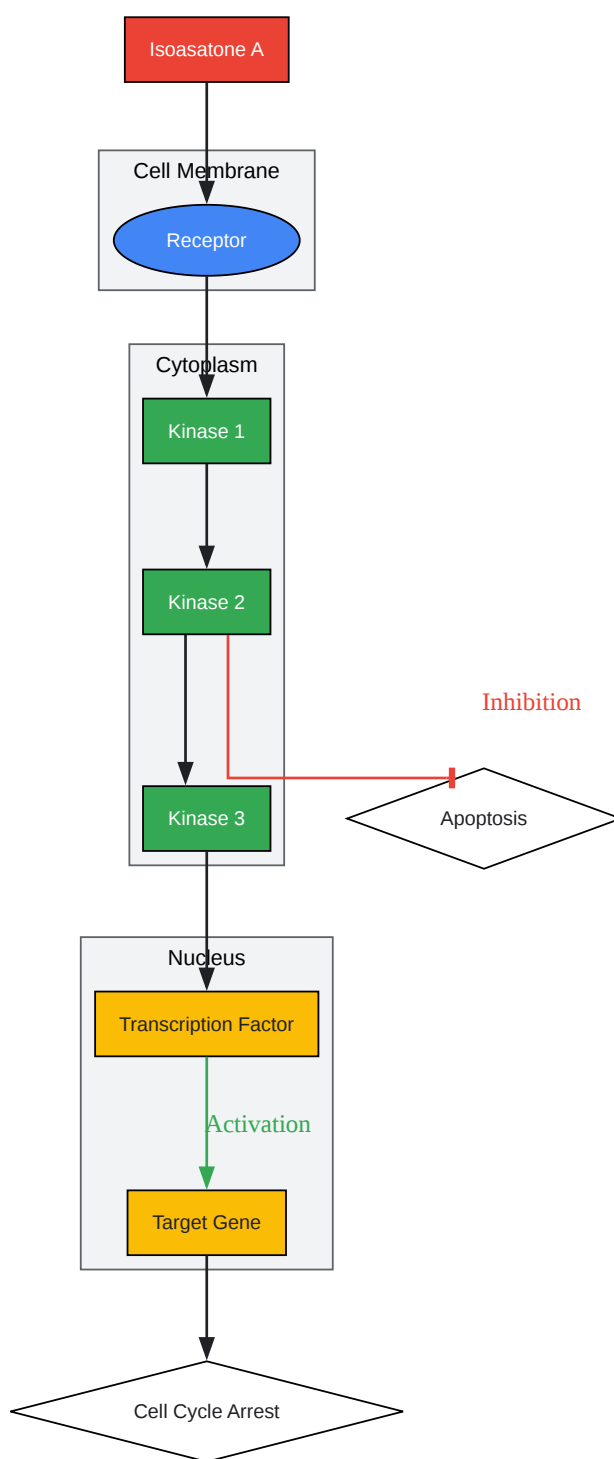 Isoasatone A
Cell Membrane
Receptor
Cytoplasm
Kinase 1
Kinase 2
Inhibition
Kinase 3
Apoptosis
Nucleus
Transcription Factor
Activation
Target Gene
Cell Cycle Arrest